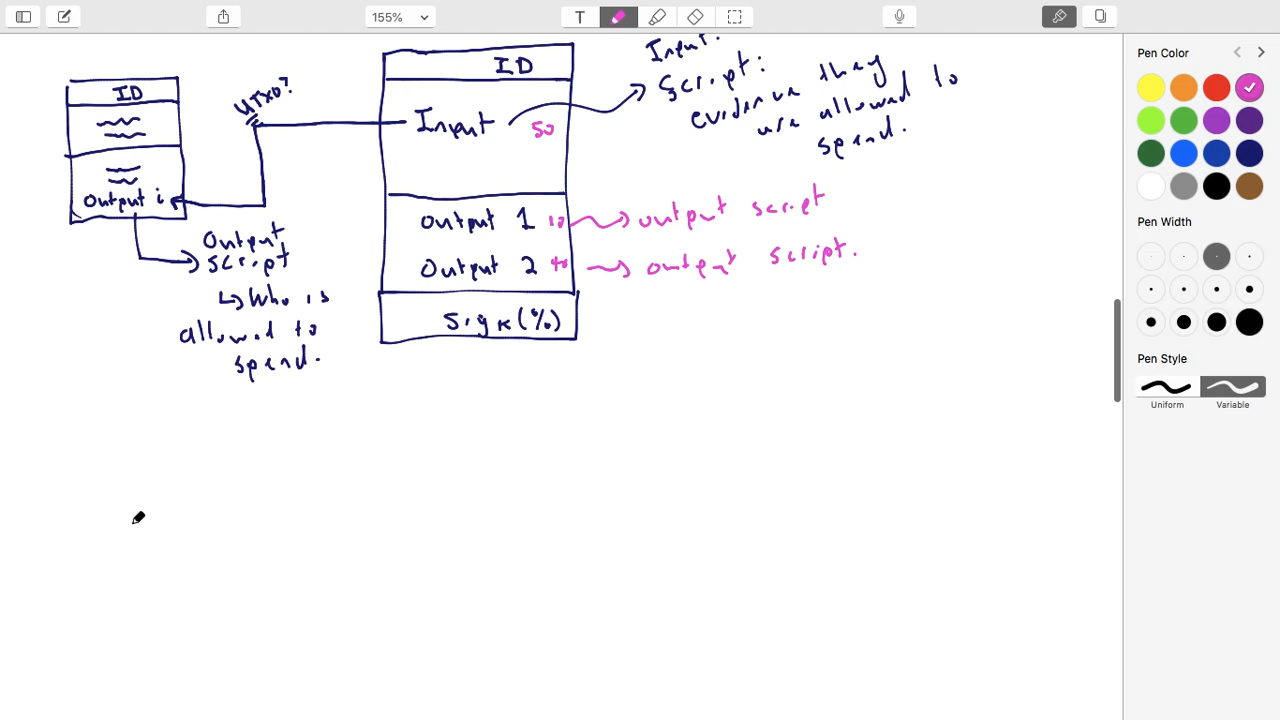 155%
T
ID
UTXO?
Output i
Output
script
↳ Who is
allowed to
spend.
ID
Input
50
Output 1 10
Output 2 40
Sigk(%)
Input:
Script:
evidence they
are allowed to
spend.
output script
output script.
Pen Color
Pen Width
Pen Style
Uniform
Variable